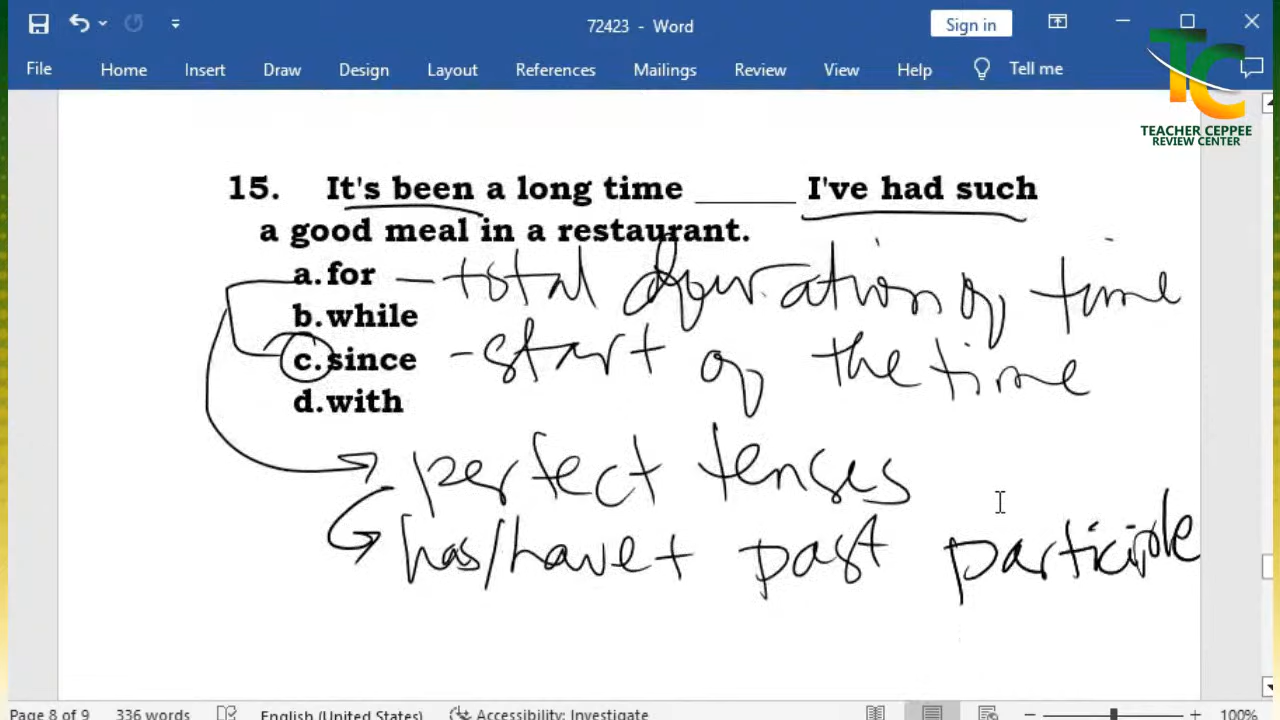 72423 - Word
Sign in
File Home Insert Draw Design Layout References Mailings Review View Help Tell me
TC
TEACHER CEPPEE
REVIEW CENTER
15. It's been a long time _____ I've had such
a good meal in a restaurant.
a. for - total duration of time
b. while
c. since - start of the time
d. with
perfect tenses
has/have + past participle
Page 8 of 9 336 words English (United States) Accessibility: Investigate 100%